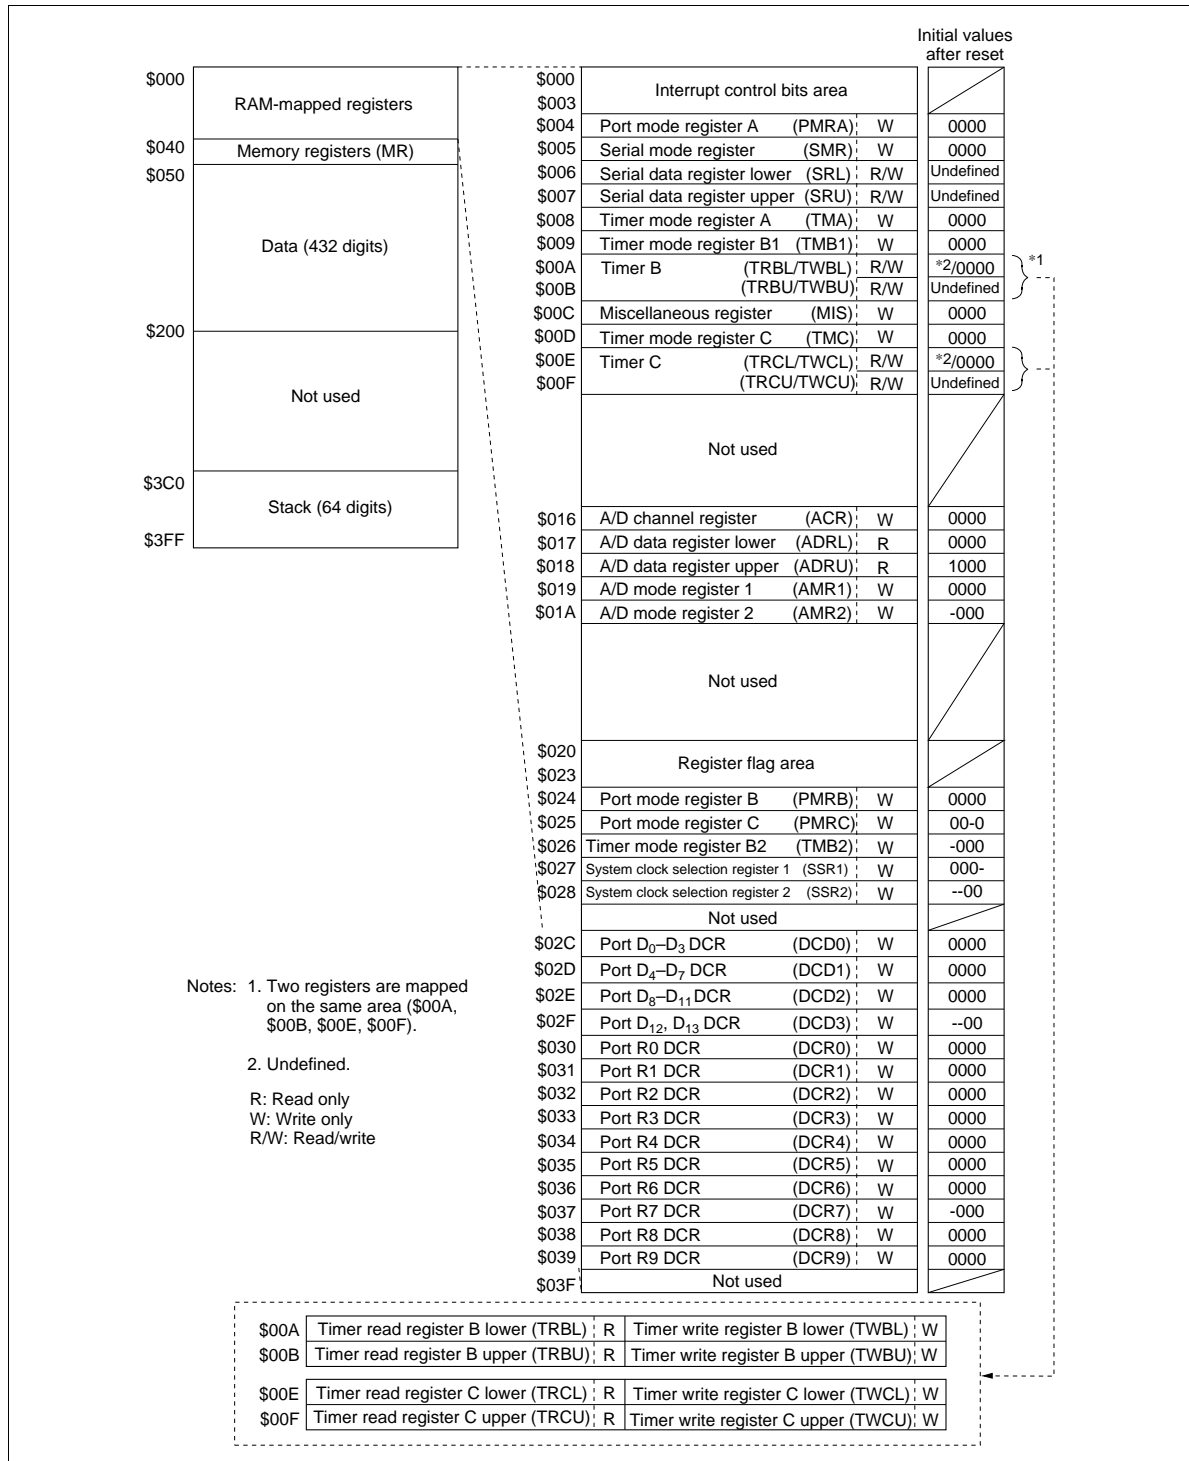 Initial values
after reset
$000
RAM-mapped registers
$040
Memory registers (MR)
$050
Data (432 digits)
$200
Not used
$3C0
Stack (64 digits)
$3FF
$000
Interrupt control bits area
$003
$004 Port mode register A (PMRA) W 0000
$005 Serial mode register (SMR) W 0000
$006 Serial data register lower (SRL) R/W Undefined
$007 Serial data register upper (SRU) R/W Undefined
$008 Timer mode register A (TMA) W 0000
$009 Timer mode register B1 (TMB1) W 0000
$00A Timer B (TRBL/TWBL) R/W *2/0000 *1
$00B (TRBU/TWBU) R/W Undefined
$00C Miscellaneous register (MIS) W 0000
$00D Timer mode register C (TMC) W 0000
$00E Timer C (TRCL/TWCL) R/W *2/0000
$00F (TRCU/TWCU) R/W Undefined
Not used
$016 A/D channel register (ACR) W 0000
$017 A/D data register lower (ADRL) R 0000
$018 A/D data register upper (ADRU) R 1000
$019 A/D mode register 1 (AMR1) W 0000
$01A A/D mode register 2 (AMR2) W -000
Not used
$020
Register flag area
$023
$024 Port mode register B (PMRB) W 0000
$025 Port mode register C (PMRC) W 00-0
$026 Timer mode register B2 (TMB2) W -000
$027 System clock selection register 1 (SSR1) W 000-
$028 System clock selection register 2 (SSR2) W --00
Not used
$02C Port D0–D3 DCR (DCD0) W 0000
$02D Port D4–D7 DCR (DCD1) W 0000
$02E Port D8–D11 DCR (DCD2) W 0000
$02F Port D12, D13 DCR (DCD3) W --00
$030 Port R0 DCR (DCR0) W 0000
$031 Port R1 DCR (DCR1) W 0000
$032 Port R2 DCR (DCR2) W 0000
$033 Port R3 DCR (DCR3) W 0000
$034 Port R4 DCR (DCR4) W 0000
$035 Port R5 DCR (DCR5) W 0000
$036 Port R6 DCR (DCR6) W 0000
$037 Port R7 DCR (DCR7) W -000
$038 Port R8 DCR (DCR8) W 0000
$039 Port R9 DCR (DCR9) W 0000
Not used
$03F
Notes: 1. Two registers are mapped
on the same area ($00A,
$00B, $00E, $00F).
2. Undefined.
R: Read only
W: Write only
R/W: Read/write
$00A Timer read register B lower (TRBL) R Timer write register B lower (TWBL) W
$00B Timer read register B upper (TRBU) R Timer write register B upper (TWBU) W
$00E Timer read register C lower (TRCL) R Timer write register C lower (TWCL) W
$00F Timer read register C upper (TRCU) R Timer write register C upper (TWCU) W